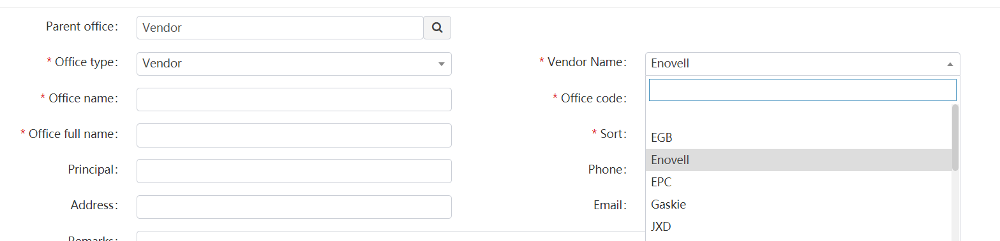 Parent office: Vendor
* Office type: Vendor * Vendor Name: Enovell
* Office name: * Office code:
EGB
* Office full name: * Sort:
Enovell
Principal: Phone:
EPC
Address: Email:
Gaskie
JXD
Remarks: